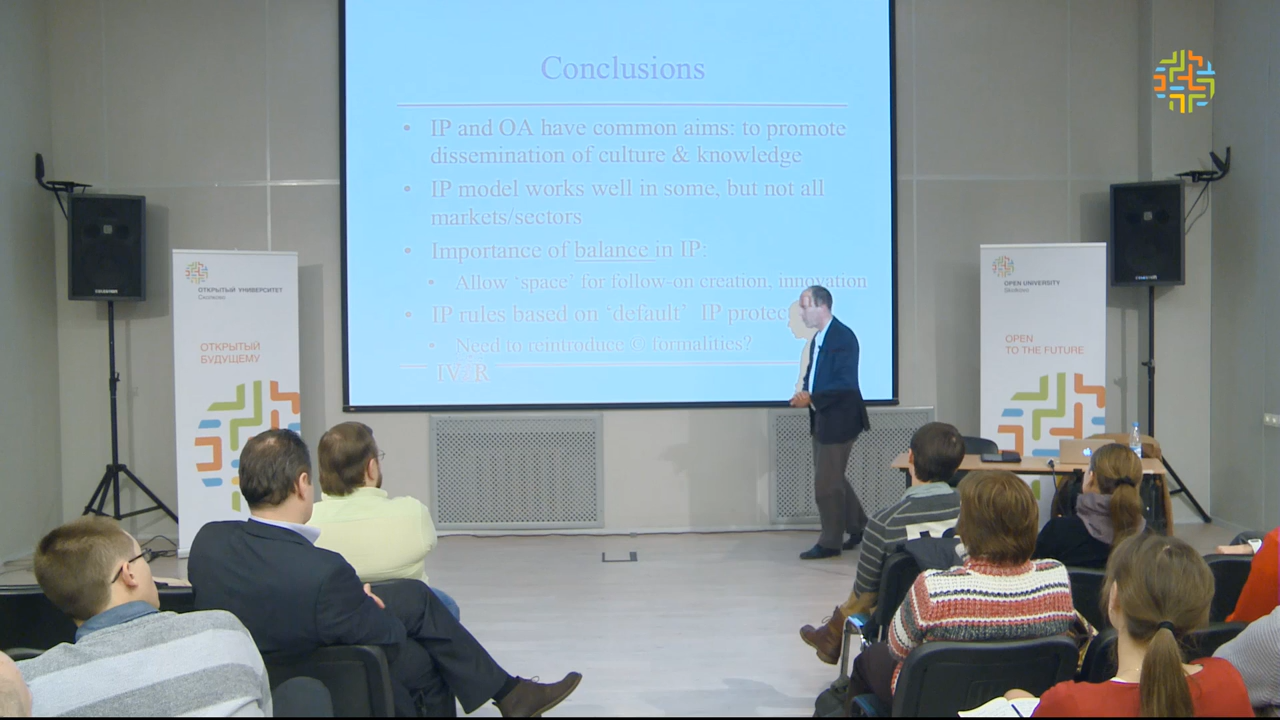 Conclusions
• IP and OA have common aims: to promote
dissemination of culture & knowledge
• IP model works well in some, but not all
markets/sectors
• Importance of balance in IP:
• Allow ‘space’ for follow-on creation, innovation
• IP rules based on ‘default’ IP protec
• Need to reintroduce © formalities?
IViR
ОТКРЫТЫЙ УНИВЕРСИТЕТ
Сколково
ОТКРЫТЫЙ
БУДУЩЕМУ
OPEN UNIVERSITY
Skolkovo
OPEN
TO THE FUTURE